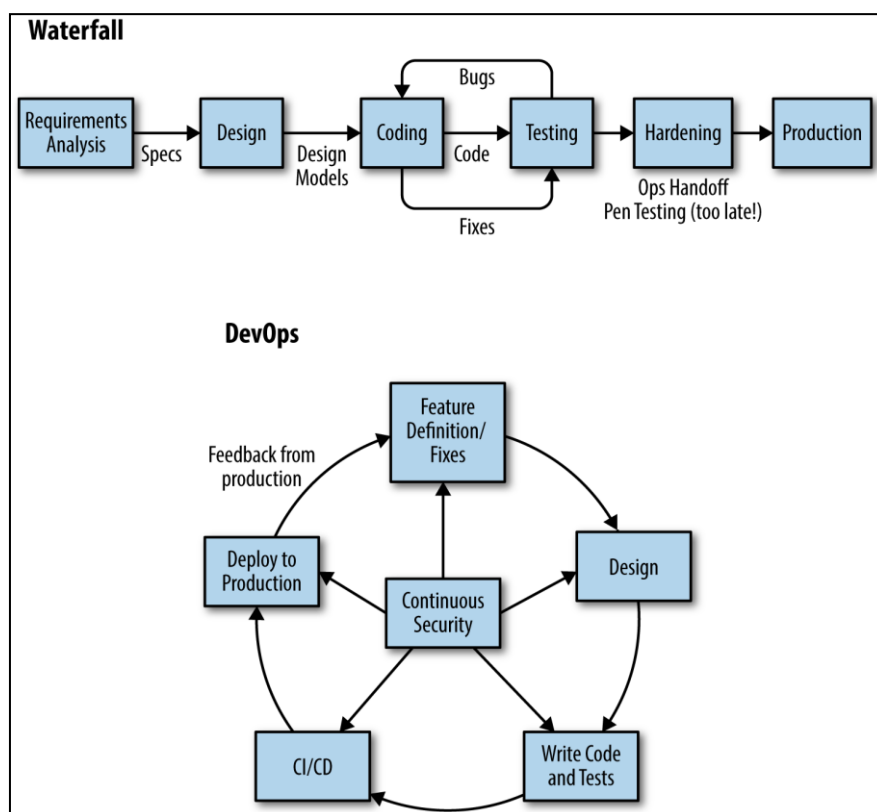 Waterfall
Bugs
Requirements
Analysis
Specs
Design
Design
Models
Coding
Code
Testing
Fixes
Hardening
Ops Handoff
Pen Testing (too late!)
Production
DevOps
Feature
Definition/
Fixes
Feedback from
production
Deploy to
Production
Design
Continuous
Security
CI/CD
Write Code
and Tests